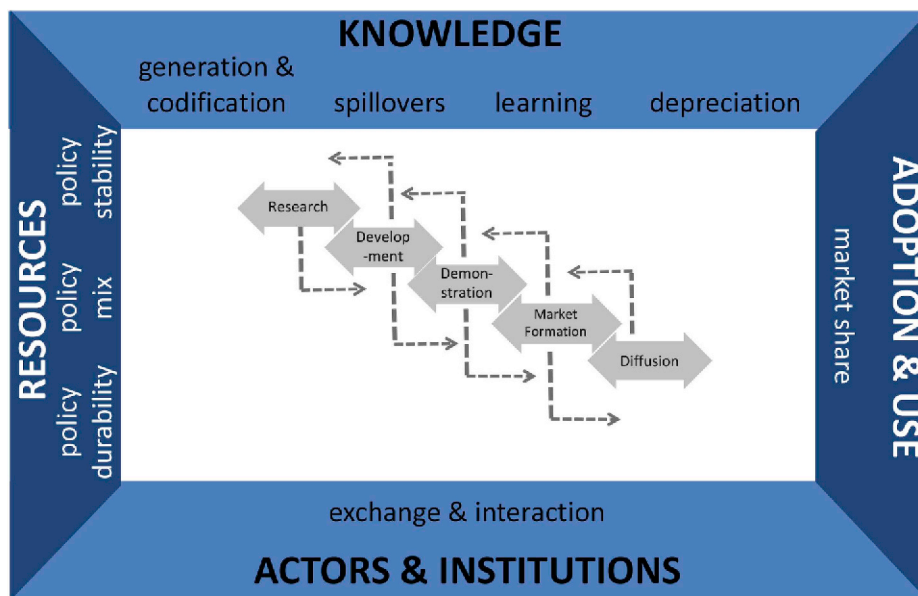 KNOWLEDGE
generation &
codification
spillovers
learning
depreciation
RESOURCES
policy
stability
policy
mix
policy
durability
Research
Develop
-ment
Demon-
stration
Market
Formation
Diffusion
market share
ADOPTION & USE
exchange & interaction
ACTORS & INSTITUTIONS